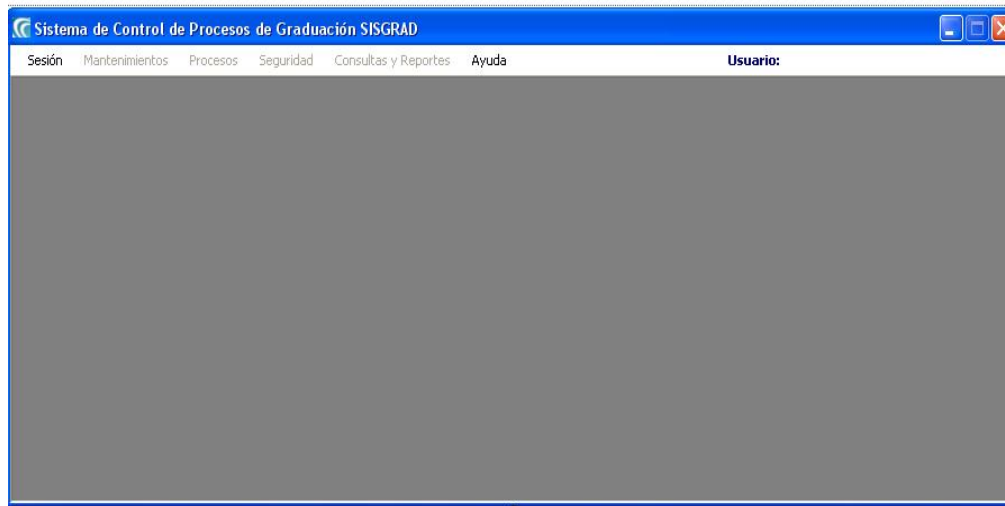 Sistema de Control de Procesos de Graduación SISGRAD
Sesión Mantenimientos Procesos Seguridad Consultas y Reportes Ayuda Usuario: